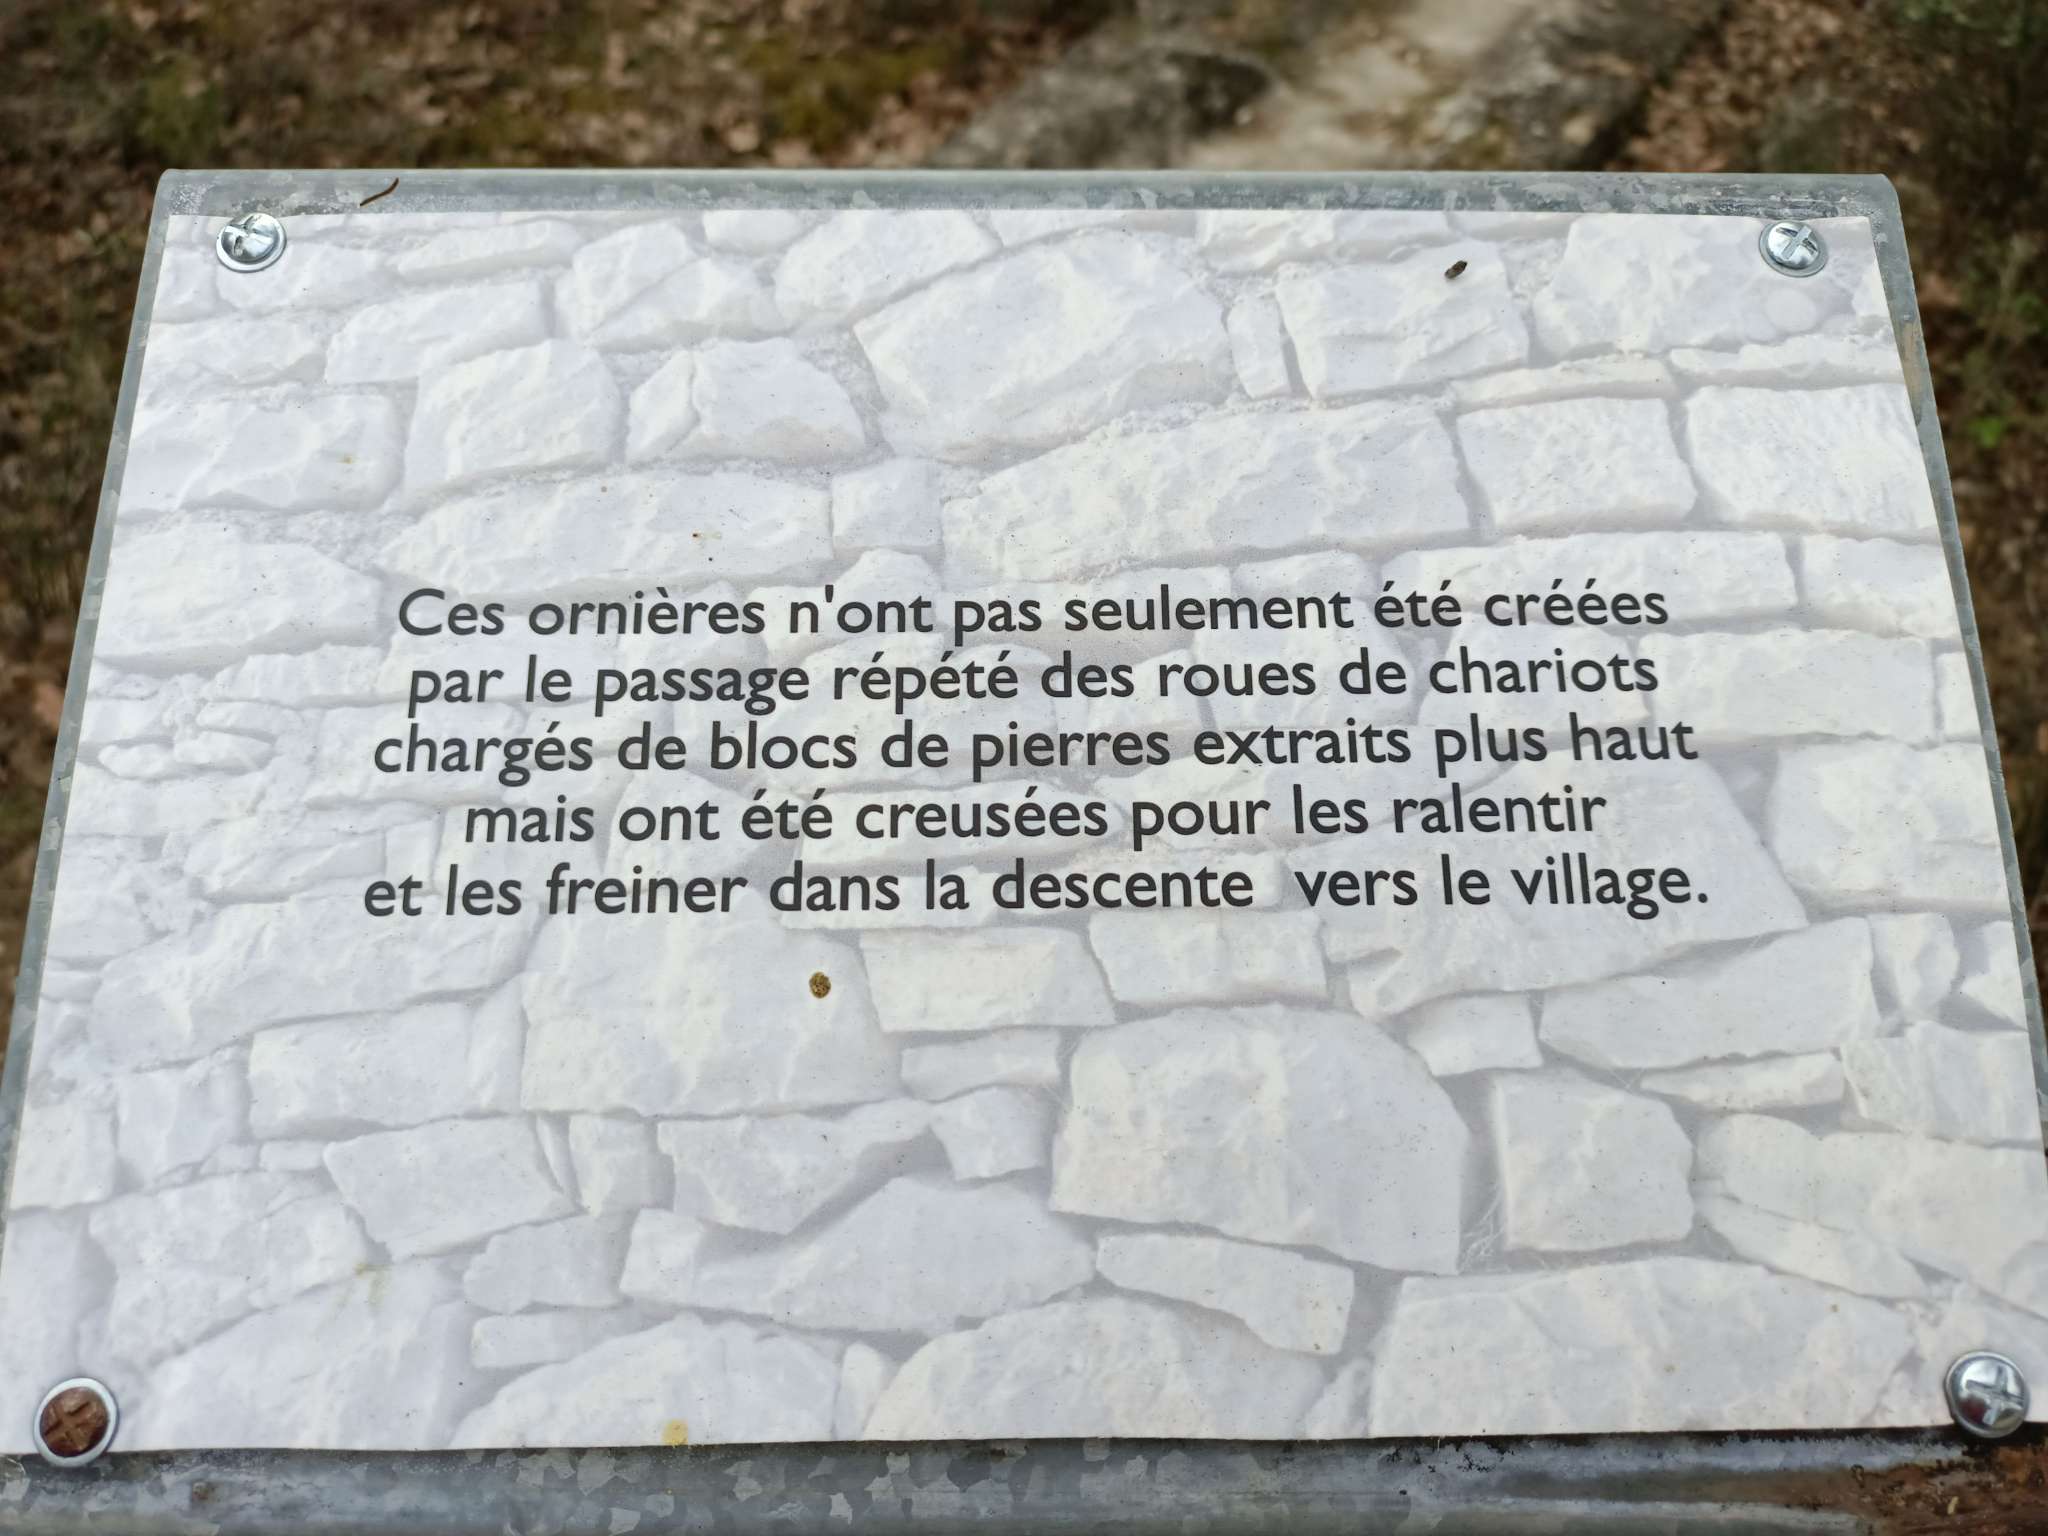 Ces ornières n'ont pas seulement été créées
par le passage répété des roues de chariots
chargés de blocs de pierres extraits plus haut
mais ont été creusées pour les ralentir
et les freiner dans la descente  vers le village.